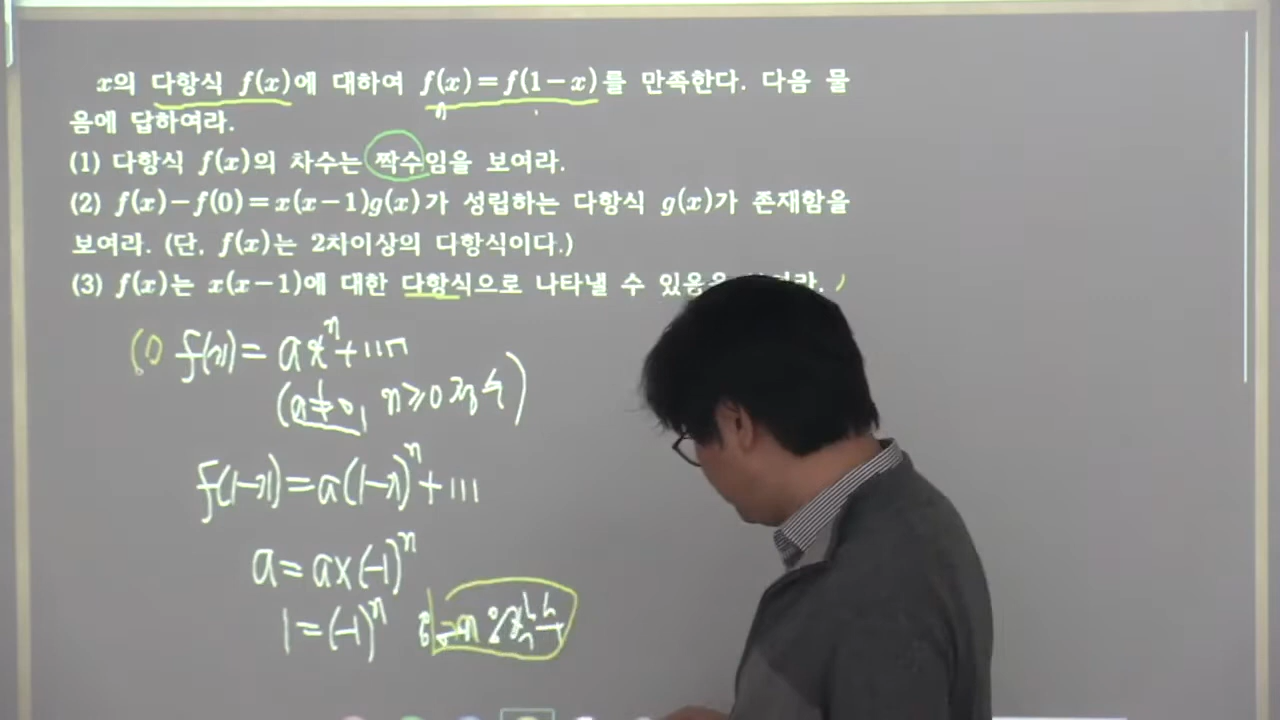 x의 다항식 f(x)에 대하여 f(x)=f(1-x)를 만족한다. 다음 물
음에 답하여라.
(1) 다항식 f(x)의 차수는 짝수임을 보여라.
(2) f(x)-f(0)=x(x-1)g(x)가 성립하는 다항식 g(x)가 존재함을
보여라. (단, f(x)는 2차이상의 다항식이다.)
(3) f(x)는 x(x-1)에 대한 다항식으로 나타낼 수 있음을
(1) f(x)= ax^n+...
(a≠0, n≥0 정수)
f(1-x)=a(1-x)^n+...
a=a×(-1)^n
1=(-1)^n